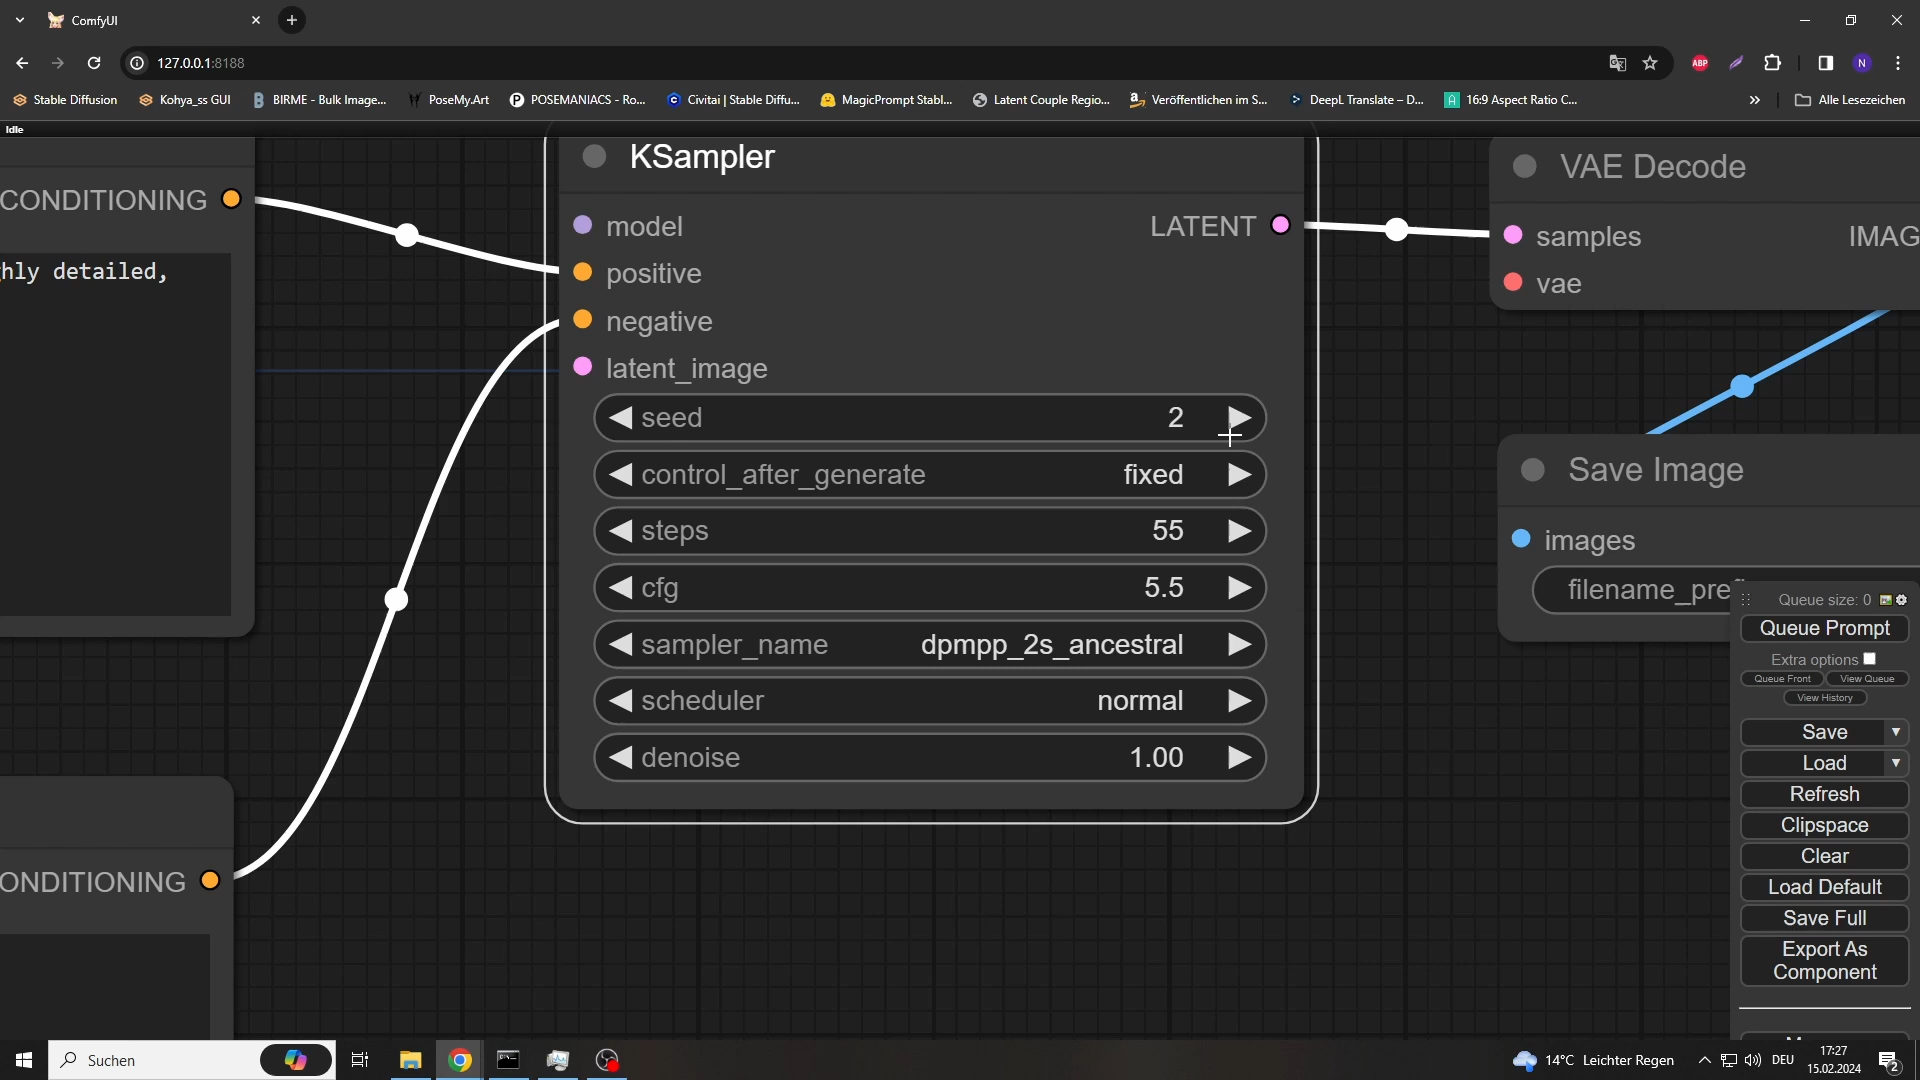 ComfyUI
127.0.0.1:8188
ABP
N
Stable Diffusion
Kohya_ss GUI
BIRME - Bulk Image...
PoseMy.Art
POSEMANIACS - Ro...
Civitai | Stable Diffu...
MagicPrompt Stabl...
Latent Couple Regio...
Veröffentlichen im S...
DeepL Translate – D...
16:9 Aspect Ratio C...
Alle Lesezeichen
Idle
KSampler
VAE Decode
CONDITIONING
model
LATENT
samples
IMAG
positive
hly detailed,
vae
negative
latent_image
seed 2
control_after_generate fixed
Save Image
steps 55
images
cfg 5.5
filename_pre
Queue size: 0
Queue Prompt
sampler_name dpmpp_2s_ancestral
Extra options
Queue Front View Queue
View History
scheduler normal
Save
denoise 1.00
Load
Refresh
Clipspace
Clear
ONDITIONING
Load Default
Save Full
Export As
Component
Suchen
14°C Leichter Regen
DEU
17:27
15.02.2024
2